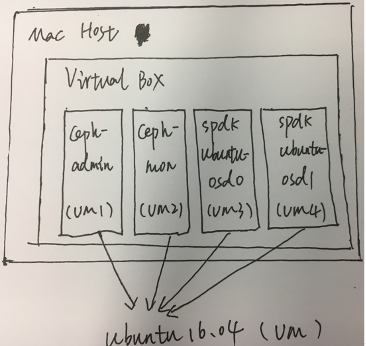 Mac Host
Virtual Box
Ceph-
admin
(VM1)
Ceph-
mon
(VM2)
spdk
ubuntu-
osd0
(VM3)
spdk
ubuntu-
osd1
(VM4)
ubuntu 16.04 (VM)